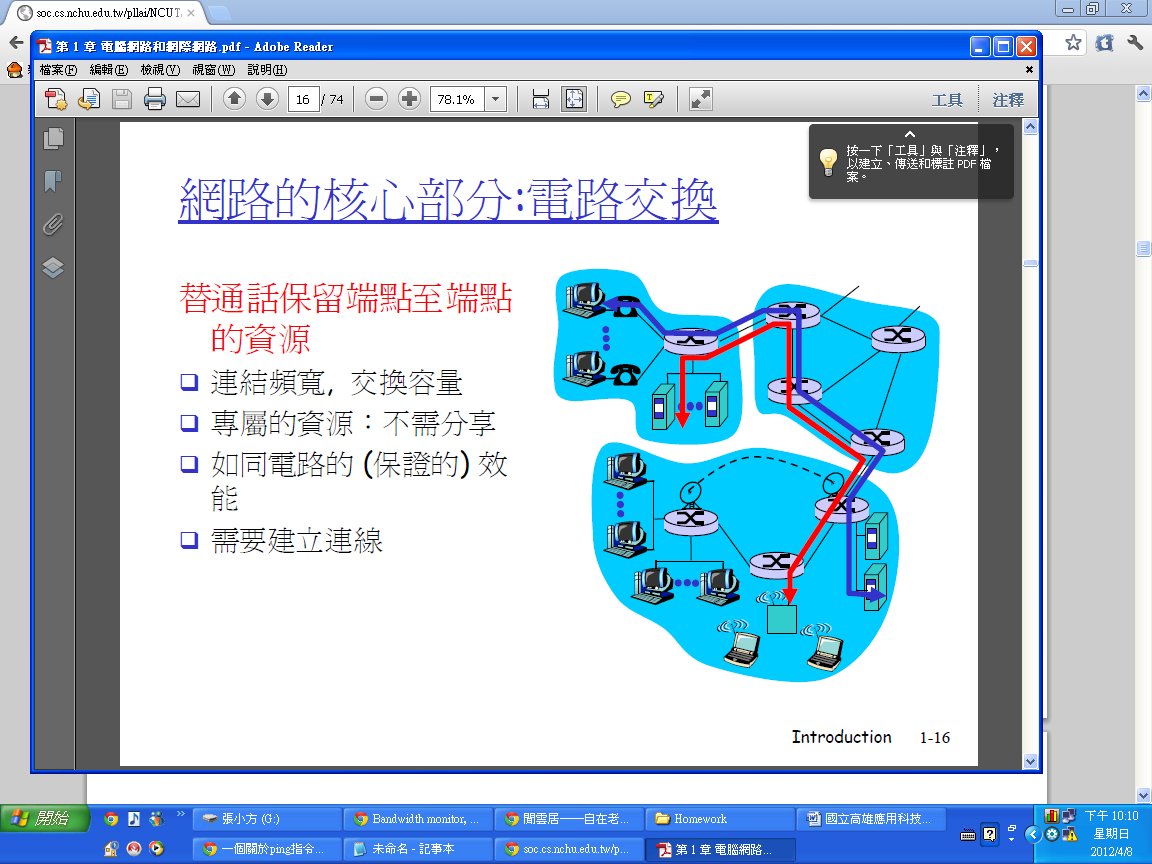 soc.cs.nchu.edu.tw/pllai/NCUT
第 1 章 電腦網路和網際網路.pdf - Adobe Reader
檔案(F) 編輯(E) 檢視(V) 視窗(W) 說明(H)
16 / 74 78.1% 工具 注釋
按一下「工具」與「注釋」，
以建立、傳送和標註 PDF 檔
案。
網路的核心部分:電路交換
替通話保留端點至端點
的資源
連結頻寬, 交換容量
專屬的資源：不需分享
如同電路的 (保證的) 效
能
需要建立連線
Introduction 1-16
開始
張小方 (G:)
Bandwidth monitor, ...
閒雲居──自在老...
Homework
國立高雄應用科技...
下午 10:10
星期日
2012/4/8
一個關於ping指令...
未命名 - 記事本
soc.cs.nchu.edu.tw/p...
第 1 章 電腦網路...